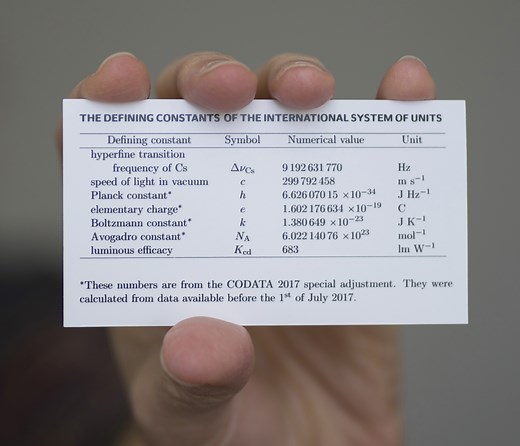 THE DEFINING CONSTANTS OF THE INTERNATIONAL SYSTEM OF UNITS
Defining constant Symbol Numerical value Unit
hyperfine transition
frequency of Cs Δν_Cs 9 192 631 770 Hz
speed of light in vacuum c 299 792 458 m s⁻¹
Planck constant* h 6.626 070 15 ×10⁻³⁴ J Hz⁻¹
elementary charge* e 1.602 176 634 ×10⁻¹⁹ C
Boltzmann constant* k 1.380 649 ×10⁻²³ J K⁻¹
Avogadro constant* N_A 6.022 140 76 ×10²³ mol⁻¹
luminous efficacy K_cd 683 lm W⁻¹
*These numbers are from the CODATA 2017 special adjustment. They were
calculated from data available before the 1ˢᵗ of July 2017.